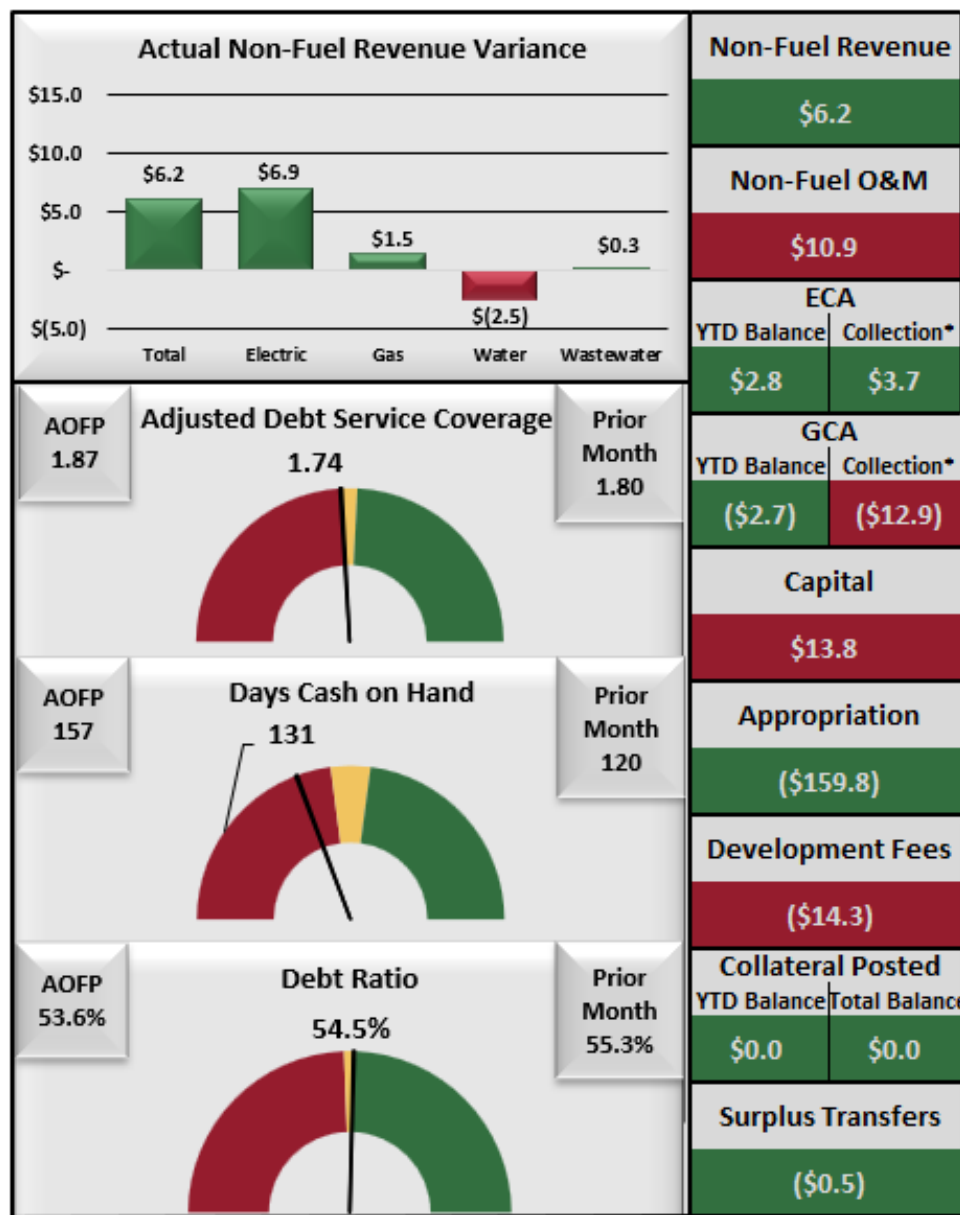 Actual Non-Fuel Revenue Variance
$15.0
$10.0
$5.0
$-
$(5.0)
$6.2
$6.9
$1.5
$(2.5)
$0.3
Total Electric Gas Water Wastewater
AOFP
1.87
Adjusted Debt Service Coverage
1.74
Prior
Month
1.80
AOFP
157
Days Cash on Hand
131
Prior
Month
120
AOFP
53.6%
Debt Ratio
54.5%
Prior
Month
55.3%
Non-Fuel Revenue
$6.2
Non-Fuel O&M
$10.9
ECA
YTD Balance Collection*
$2.8 $3.7
GCA
YTD Balance Collection*
($2.7) ($12.9)
Capital
$13.8
Appropriation
($159.8)
Development Fees
($14.3)
Collateral Posted
YTD Balance Total Balance
$0.0 $0.0
Surplus Transfers
($0.5)